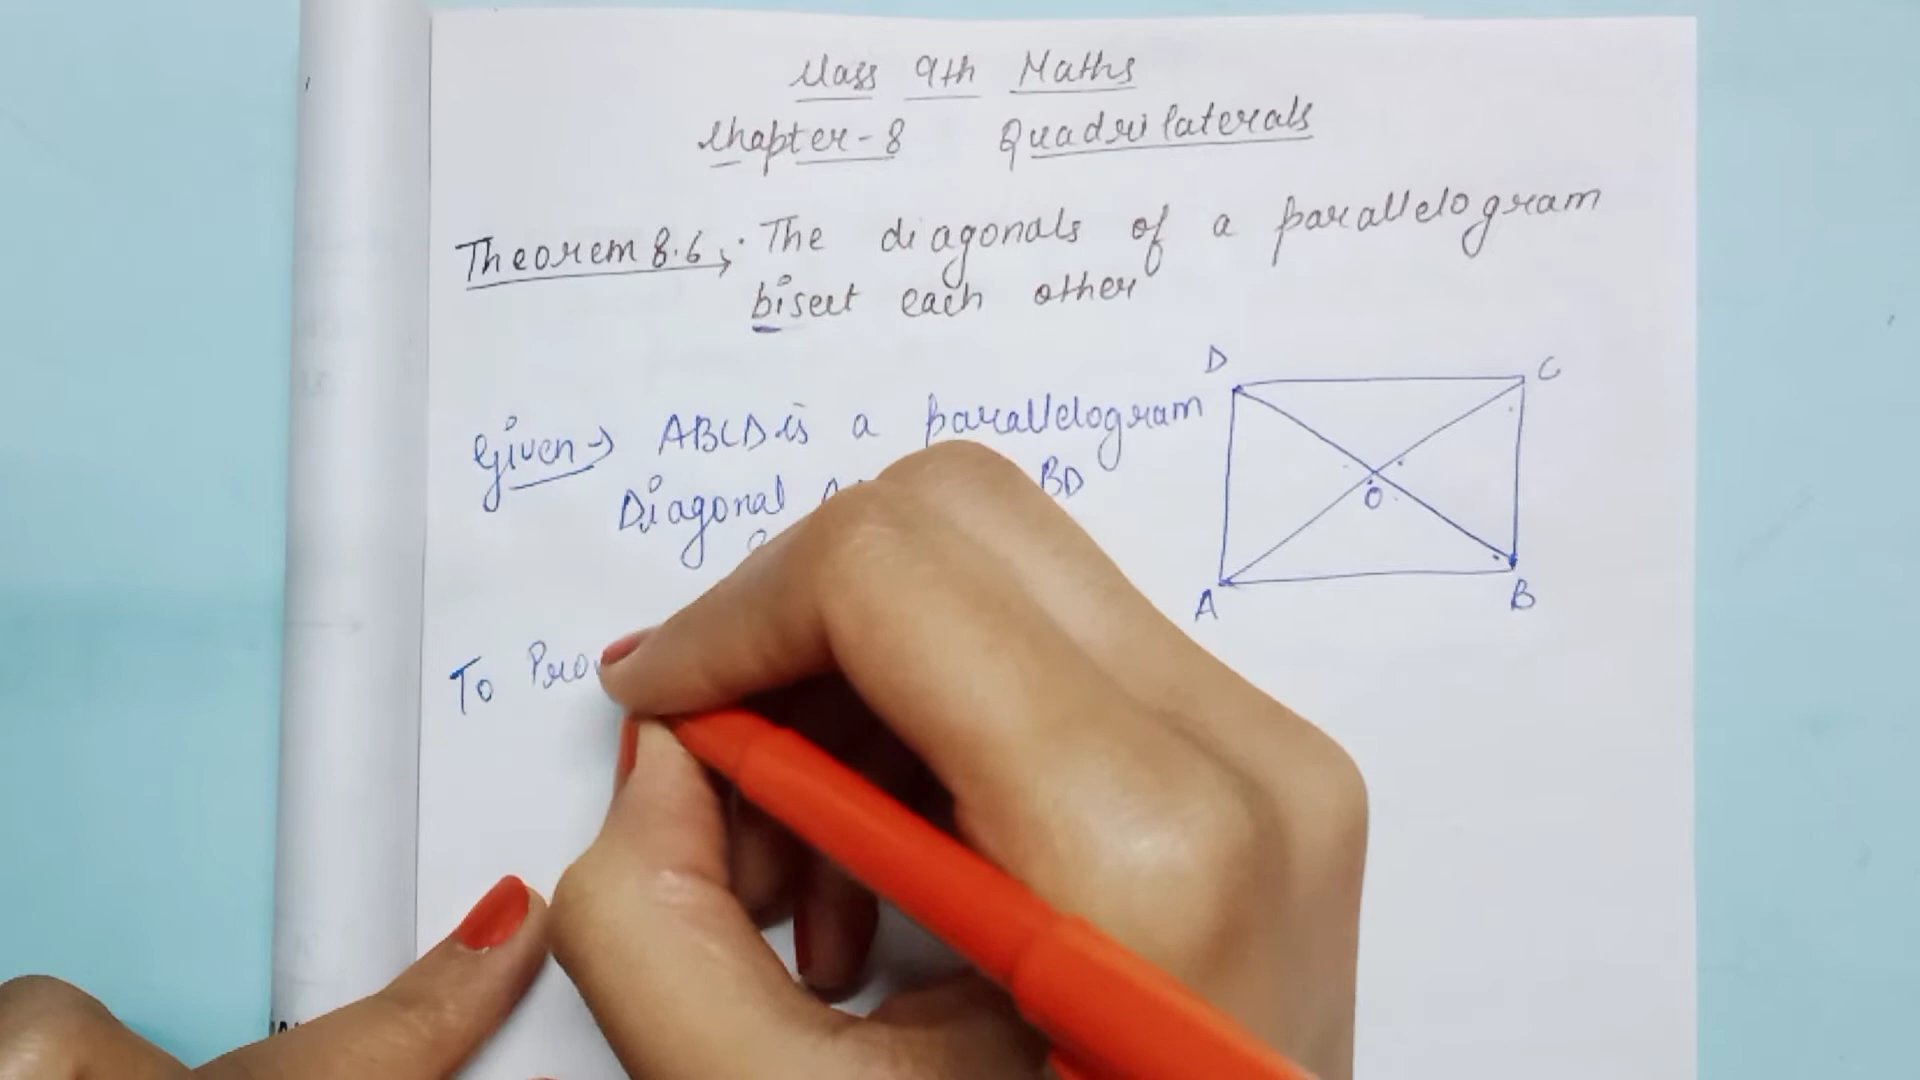 Class 9th Maths
Chapter-8 Quadrilaterals
Theorem 8.6: The diagonals of a parallelogram
bisect each other
Given → ABCD is a parallelogram
Diagonal BD
To
D
C
O
A
B